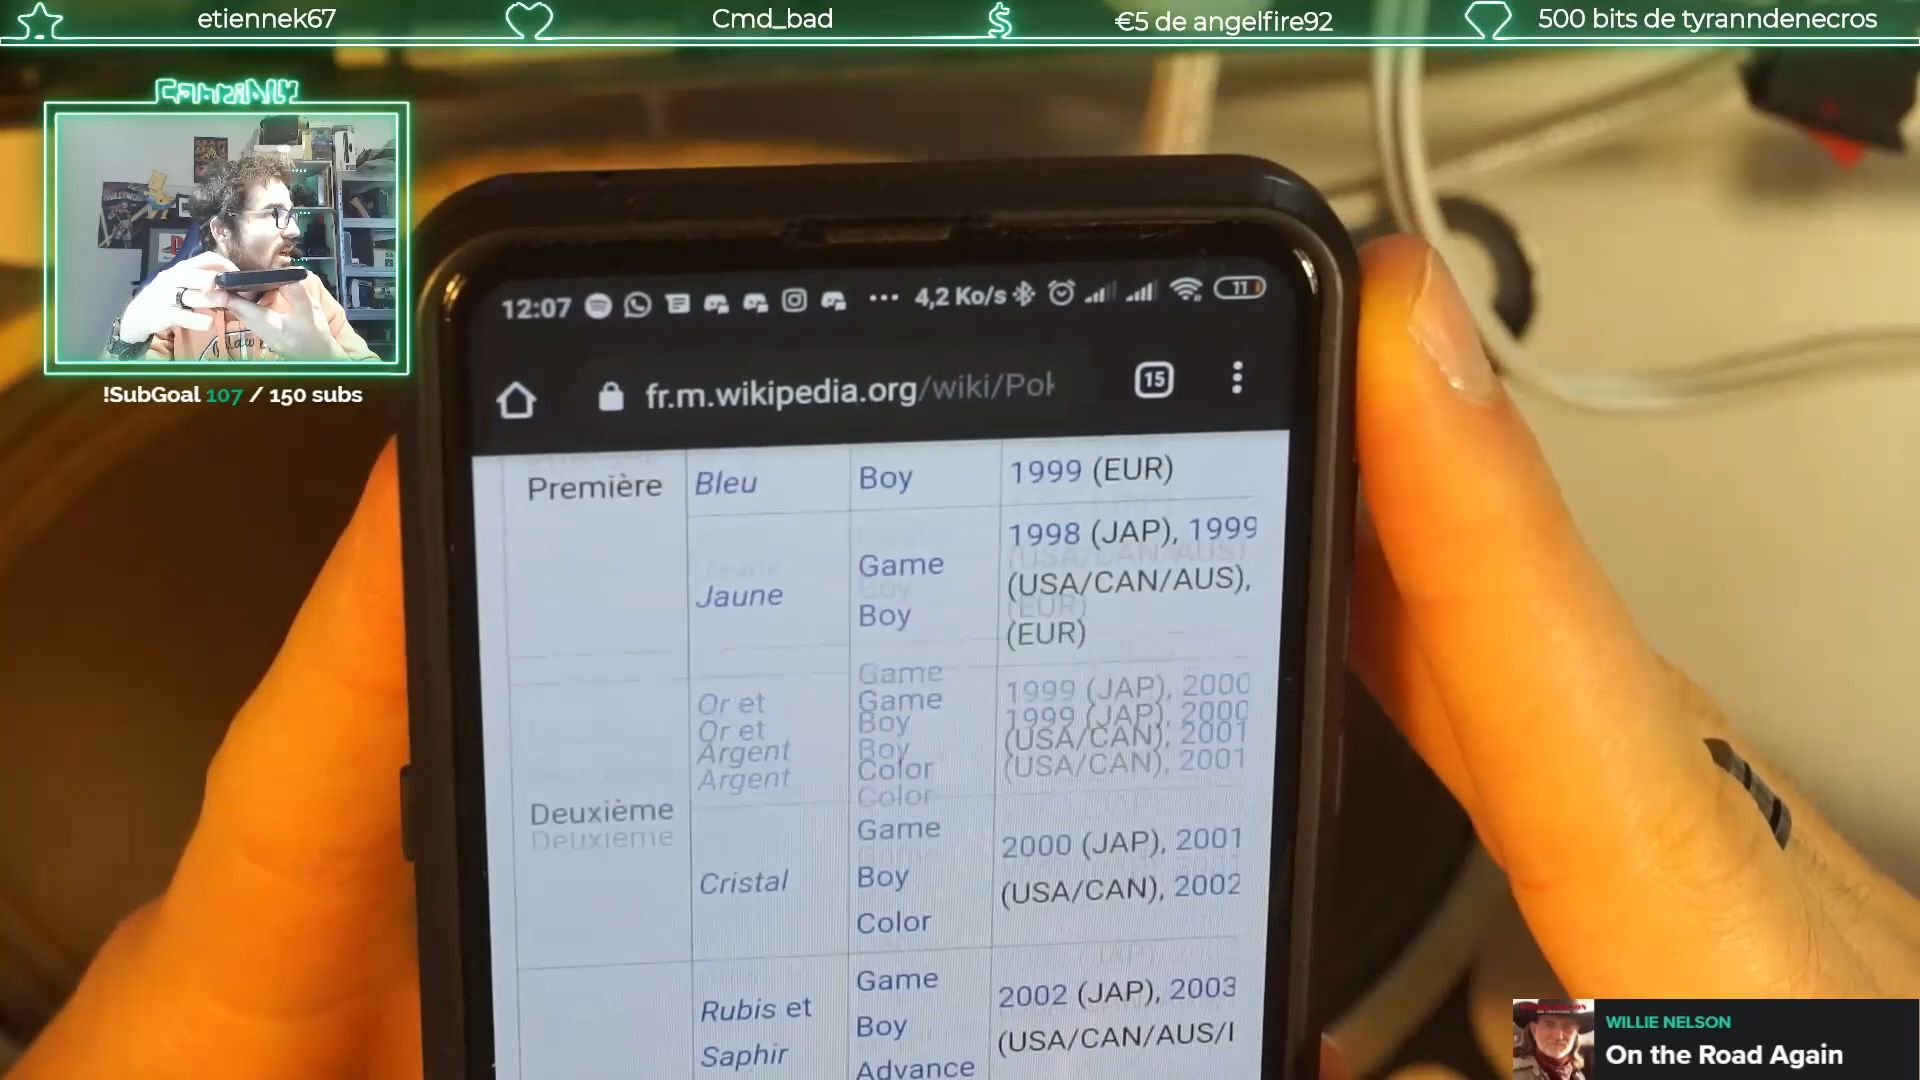 etiennek67
Cmd_bad
€5 de angelfire92
500 bits de tyranndenecros
!SubGoal 107 / 150 subs
12:07
4,2 Ko/s
11
fr.m.wikipedia.org/wiki/Pok
15
Première
Bleu
Boy
1999 (EUR)
Jaune
Game
Boy
1998 (JAP), 1999
(USA/CAN/AUS),
(EUR)
Deuxième
Or et
Argent
Game
Boy
Color
1999 (JAP), 2000
(USA/CAN), 2001
Cristal
Game
Boy
Color
2000 (JAP), 2001
(USA/CAN), 2002
Rubis et
Saphir
Game
Boy
Advance
2002 (JAP), 2003
(USA/CAN/AUS/
WILLIE NELSON
On the Road Again